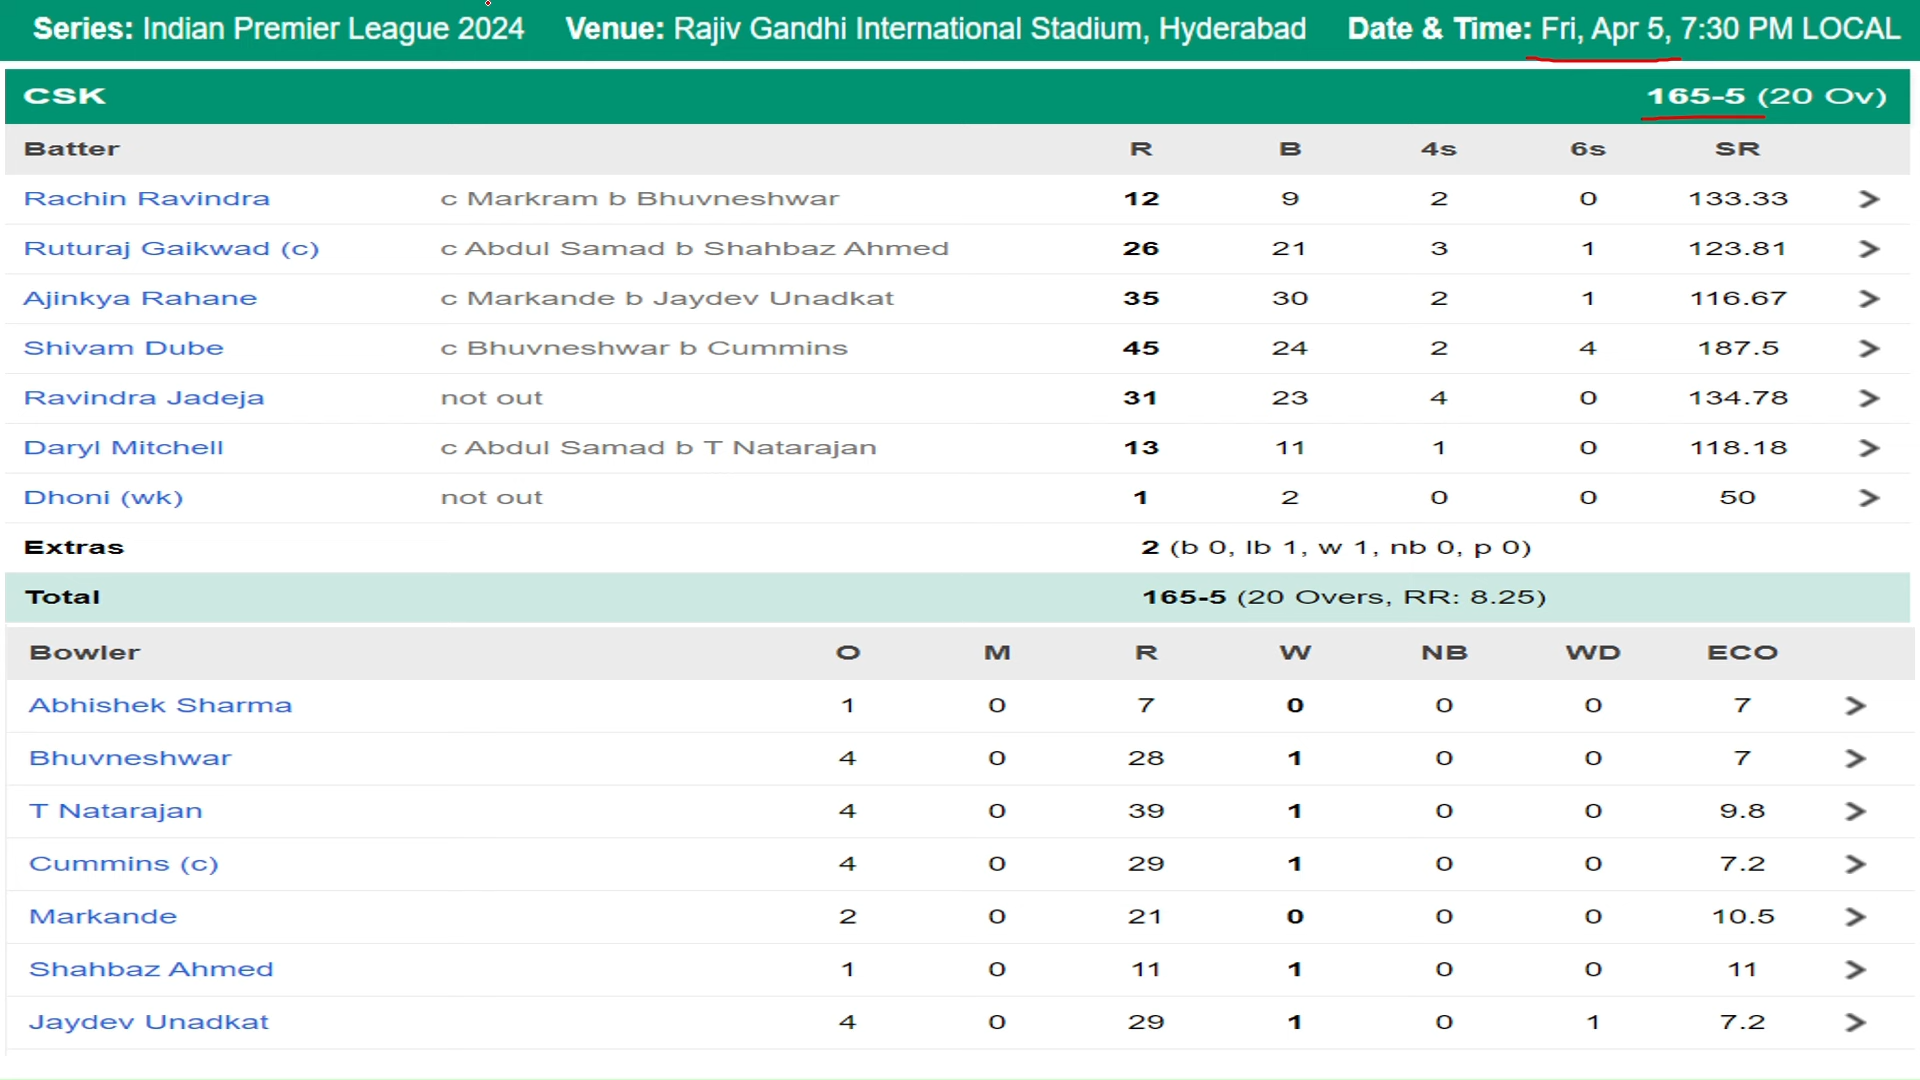 Series: Indian Premier League 2024 Venue: Rajiv Gandhi International Stadium, Hyderabad Date & Time: Fri, Apr 5, 7:30 PM LOCAL
CSK 165-5 (20 Ov)
Batter R B 4s 6s SR
Rachin Ravindra c Markram b Bhuvneshwar 12 9 2 0 133.33
Ruturaj Gaikwad (c) c Abdul Samad b Shahbaz Ahmed 26 21 3 1 123.81
Ajinkya Rahane c Markande b Jaydev Unadkat 35 30 2 1 116.67
Shivam Dube c Bhuvneshwar b Cummins 45 24 2 4 187.5
Ravindra Jadeja not out 31 23 4 0 134.78
Daryl Mitchell c Abdul Samad b T Natarajan 13 11 1 0 118.18
Dhoni (wk) not out 1 2 0 0 50
Extras 2 (b 0, lb 1, w 1, nb 0, p 0)
Total 165-5 (20 Overs, RR: 8.25)
Bowler O M R W NB WD ECO
Abhishek Sharma 1 0 7 0 0 0 7
Bhuvneshwar 4 0 28 1 0 0 7
T Natarajan 4 0 39 1 0 0 9.8
Cummins (c) 4 0 29 1 0 0 7.2
Markande 2 0 21 0 0 0 10.5
Shahbaz Ahmed 1 0 11 1 0 0 11
Jaydev Unadkat 4 0 29 1 0 1 7.2